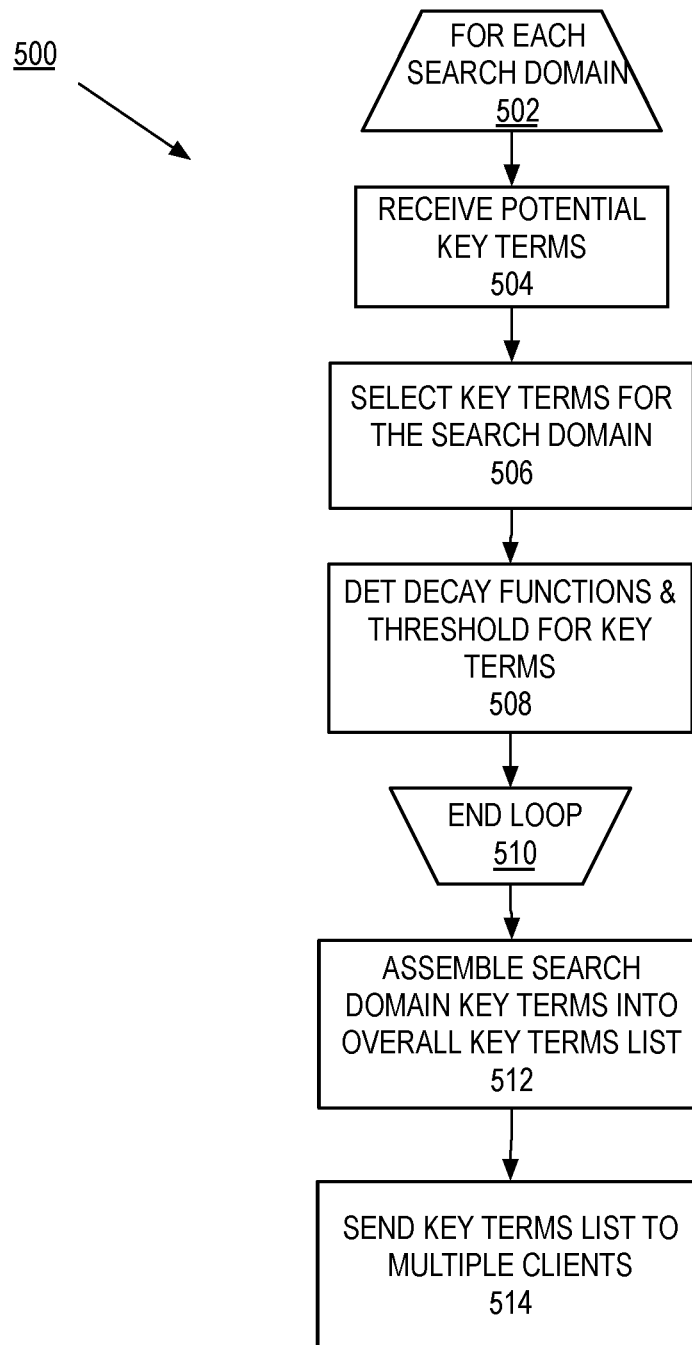 500
FOR EACH
SEARCH DOMAIN
502
RECEIVE POTENTIAL
KEY TERMS
504
SELECT KEY TERMS FOR
THE SEARCH DOMAIN
506
DET DECAY FUNCTIONS &
THRESHOLD FOR KEY
TERMS
508
END LOOP
510
ASSEMBLE SEARCH
DOMAIN KEY TERMS INTO
OVERALL KEY TERMS LIST
512
SEND KEY TERMS LIST TO
MULTIPLE CLIENTS
514